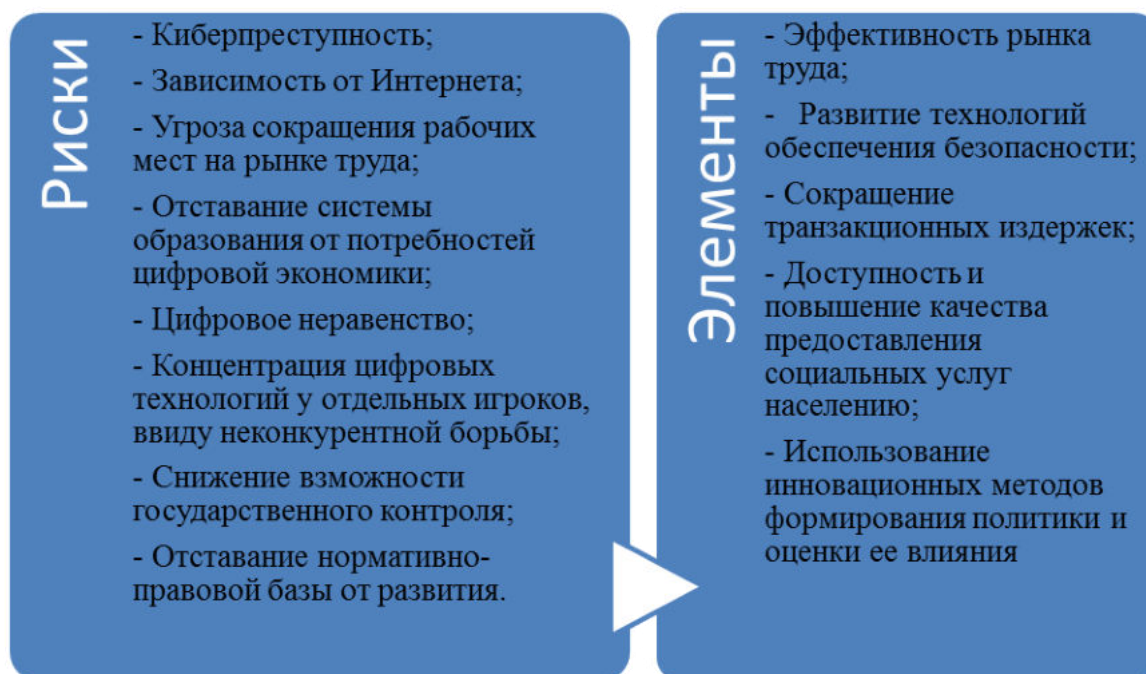 Риски
- Киберпреступность;
- Зависимость от Интернета;
- Угроза сокращения рабочих
мест на рынке труда;
- Отставание системы
образования от потребностей
цифровой экономики;
- Цифровое неравенство;
- Концентрация цифровых
технологий у отдельных игроков,
ввиду неконкурентной борьбы;
- Снижение взможности
государственного контроля;
- Отставание нормативно-
правовой базы от развития.
Элементы
- Эффективность рынка
труда;
- Развитие технологий
обеспечения безопасности;
- Сокращение
транзакционных издержек;
- Доступность и
повышение качества
предоставления
социальных услуг
населению;
- Использование
инновационных методов
формирования политики и
оценки ее влияния